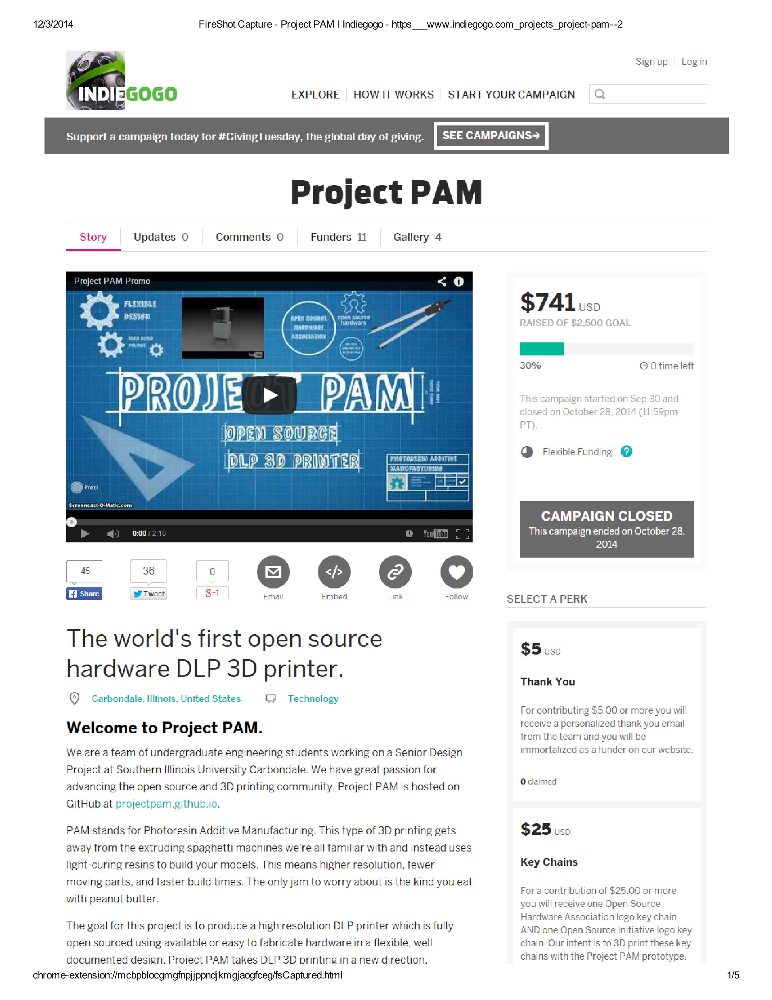 12/3/2014
FireShot Capture - Project PAM I Indiegogo - https___www.indiegogo.com_projects_project-pam--2
INDIEGOGO
Sign up
Log in
EXPLORE
HOW IT WORKS
START YOUR CAMPAIGN
Support a campaign today for #GivingTuesday, the global day of giving.
SEE CAMPAIGNS→
Project PAM
Story
Updates 0
Comments 0
Funders 11
Gallery 4
Project PAM Promo
FLEXIBLE
DESIGN
YouTube
OPEN SOURCE
HARDWARE
ASSOCIATION
open source
hardware
PROJECT PAM
OPEN SOURCE
DLP 3D PRINTER
PHOTORESIN ADDITIVE
MANUFACTURING
Prezi
Screencast-O-Matic.com
0:00 / 2:18
YouTube
45
Share
36
Tweet
0
g+1
Email
Embed
Link
Follow
The world's first open source
hardware DLP 3D printer.
Carbondale, Illinois, United States
Technology
Welcome to Project PAM.
We are a team of undergraduate engineering students working on a Senior Design
Project at Southern Illinois University Carbondale. We have great passion for
advancing the open source and 3D printing community. Project PAM is hosted on
GitHub at projectpam.github.io.
PAM stands for Photoresin Additive Manufacturing. This type of 3D printing gets
away from the extruding spaghetti machines we're all familiar with and instead uses
light-curing resins to build your models. This means higher resolution, fewer
moving parts, and faster build times. The only jam to worry about is the kind you eat
with peanut butter.
The goal for this project is to produce a high resolution DLP printer which is fully
open sourced using available or easy to fabricate hardware in a flexible, well
documented design. Project PAM takes DLP 3D printing in a new direction.
$741 USD
RAISED OF $2,500 GOAL
30%
0 time left
This campaign started on Sep 30 and
closed on October 28, 2014 (11:59pm
PT).
Flexible Funding ?
CAMPAIGN CLOSED
This campaign ended on October 28,
2014
SELECT A PERK
$5 USD
Thank You
For contributing $5.00 or more you will
receive a personalized thank you email
from the team and you will be
immortalized as a funder on our website.
0 claimed
$25 USD
Key Chains
For a contribution of $25.00 or more
you will receive one Open Source
Hardware Association logo key chain
AND one Open Source Initiative logo key
chain. Our intent is to 3D print these key
chains with the Project PAM prototype.
chrome-extension://mcbpblocgmgfnpjjppndjkmgjaogfceg/fsCaptured.html
1/5